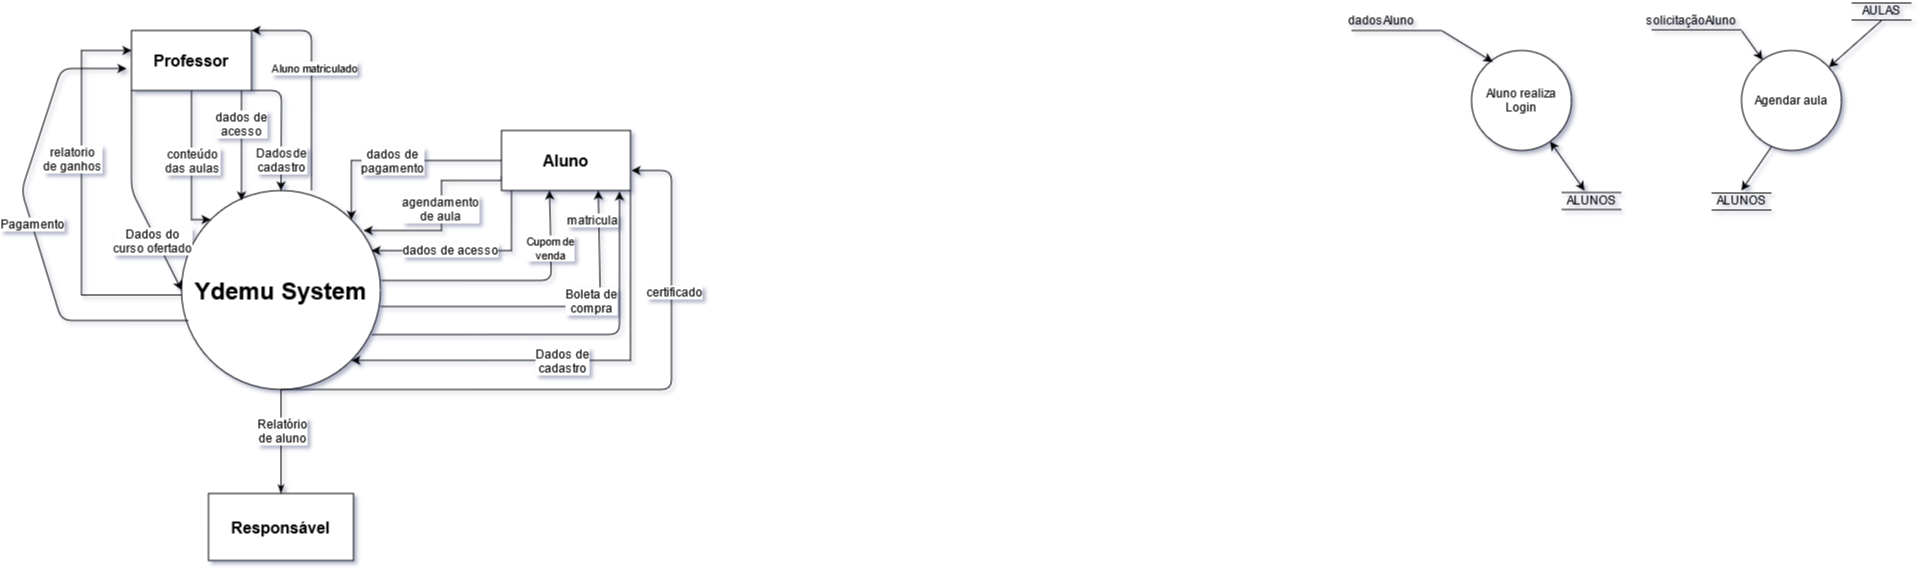 Professor
Aluno matriculado
dados de
acesso
relatorio
de ganhos
conteúdo
das aulas
Dados de
cadastro
Pagamento
Dados do
curso ofertado
Ydemu System
Aluno
dados de
pagamento
agendamento
de aula
dados de acesso
Cupom de
venda
matricula
Boleta de
compra
certificado
Dados de
cadastro
Relatório
de aluno
Responsável
dadosAluno
Aluno realiza
Login
ALUNOS
solicitaçãoAluno
AULAS
Agendar aula
ALUNOS